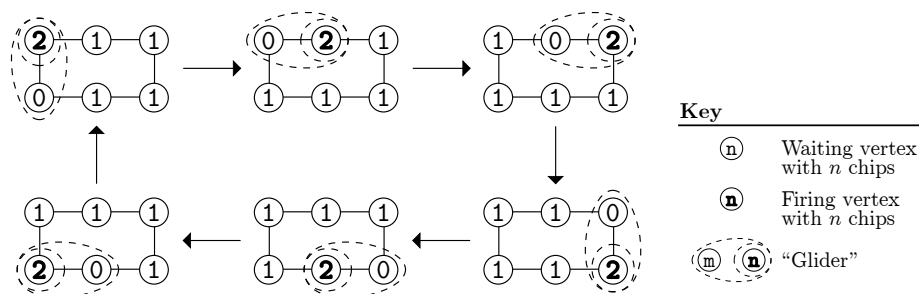 2 1 1 0 2 1 1 0 2
0 1 1 1 1 1 1 1 1
Key
n Waiting vertex
with n chips
n Firing vertex
with n chips
m n “Glider”
1 1 1 1 1 1 1 1 0
2 0 1 1 2 0 1 1 2